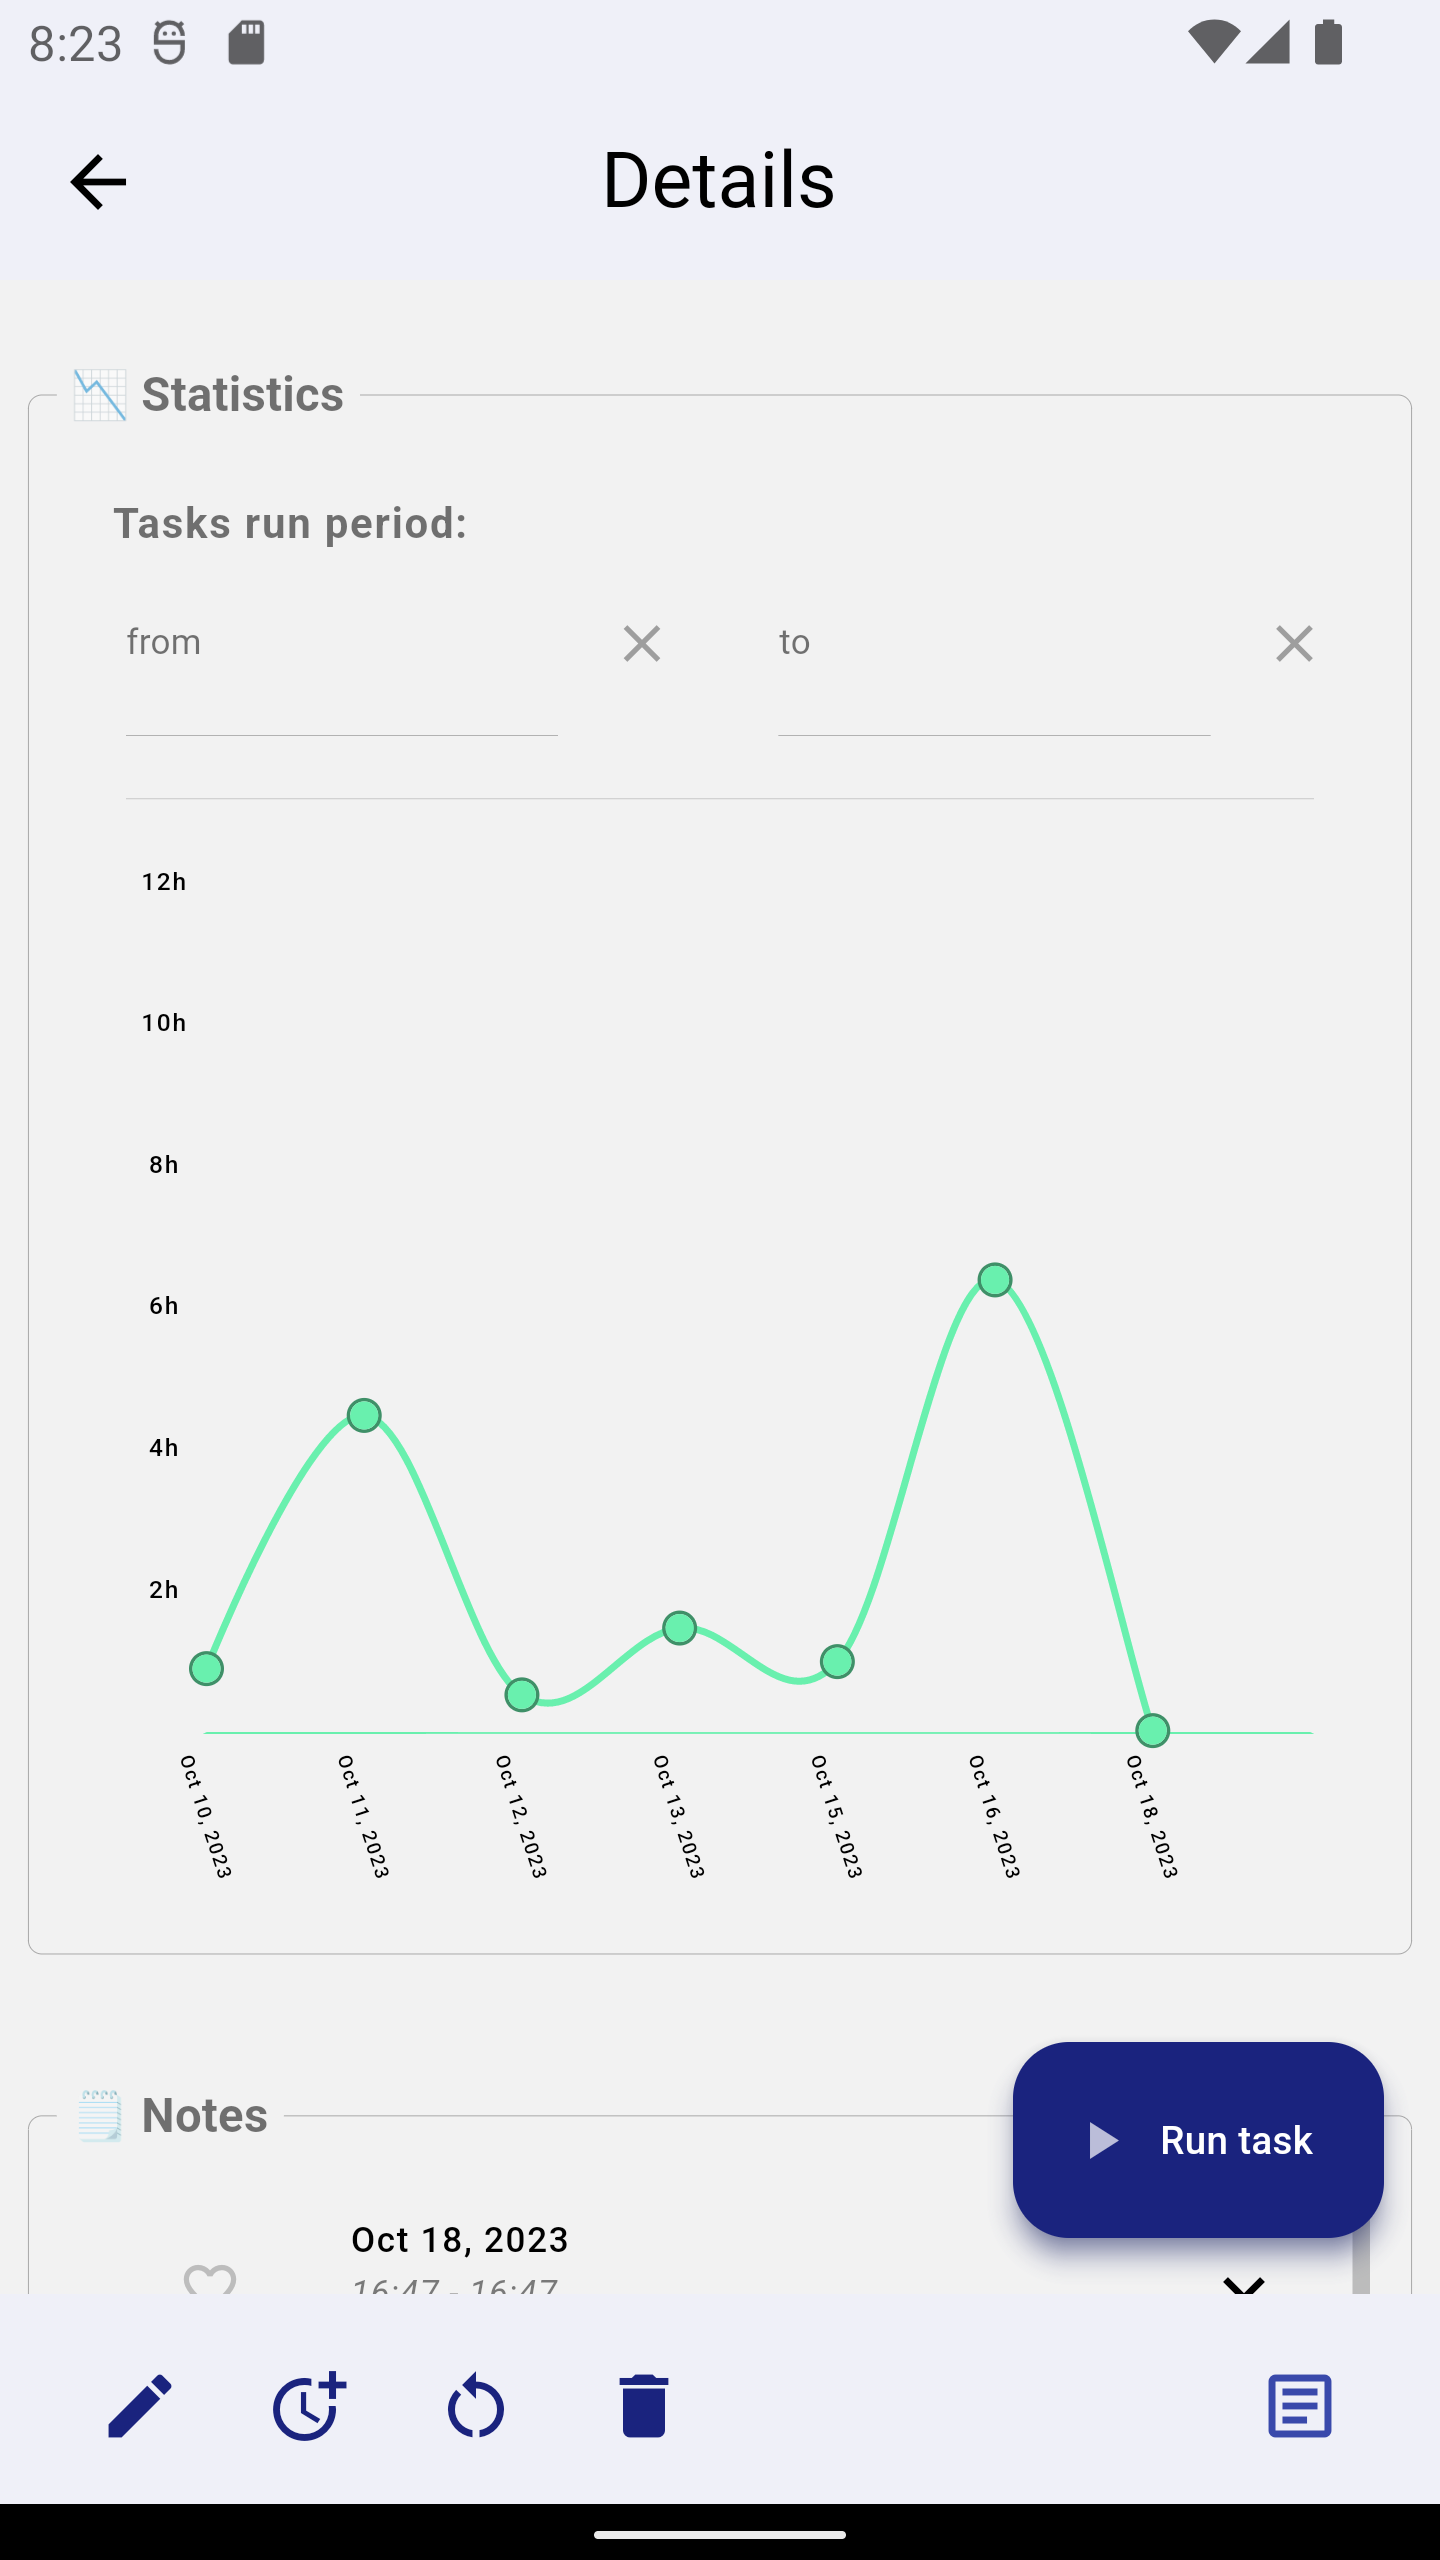 8:23
Details
Statistics
Tasks run period:
from
to
12h
10h
8h
6h
4h
2h
Oct 10, 2023
Oct 11, 2023
Oct 12, 2023
Oct 13, 2023
Oct 15, 2023
Oct 16, 2023
Oct 18, 2023
Notes
Run task
Oct 18, 2023
16:47 - 16:47